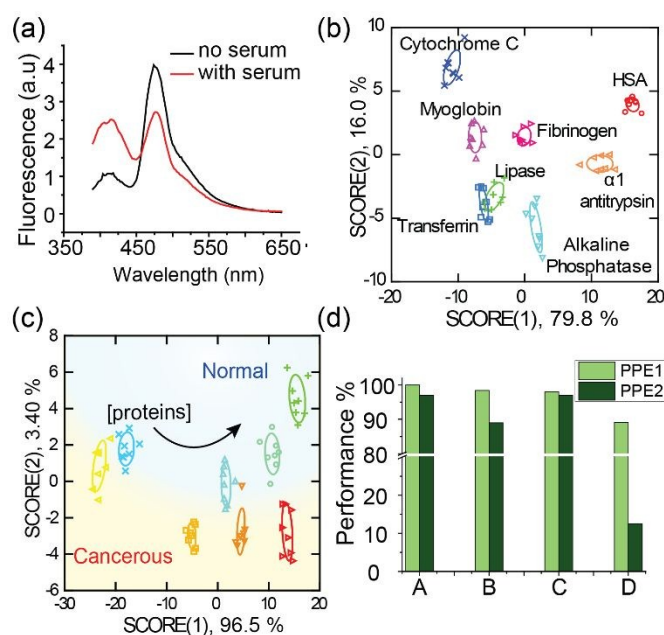 (a)
no serum
with serum
Fluorescence (a.u)
4
3
2
1
0
350
450
550
650
Wavelength (nm)
(b)
Cytochrome C
HSA
Myoglobin
Fibrinogen
Lipase
α1
antitrypsin
Transferrin
Alkaline
Phosphatase
SCORE(2), 16.0 %
10
5
0
-5
-10
-20
-10
0
10
20
SCORE(1), 79.8 %
(c)
Normal
[proteins]
Cancerous
SCORE(2), 3.40 %
8
6
4
2
0
-2
-4
-6
-30
-20
-10
0
10
20
SCORE(1), 96.5 %
(d)
PPE1
PPE2
Performance %
100
90
80
20
10
0
A
B
C
D